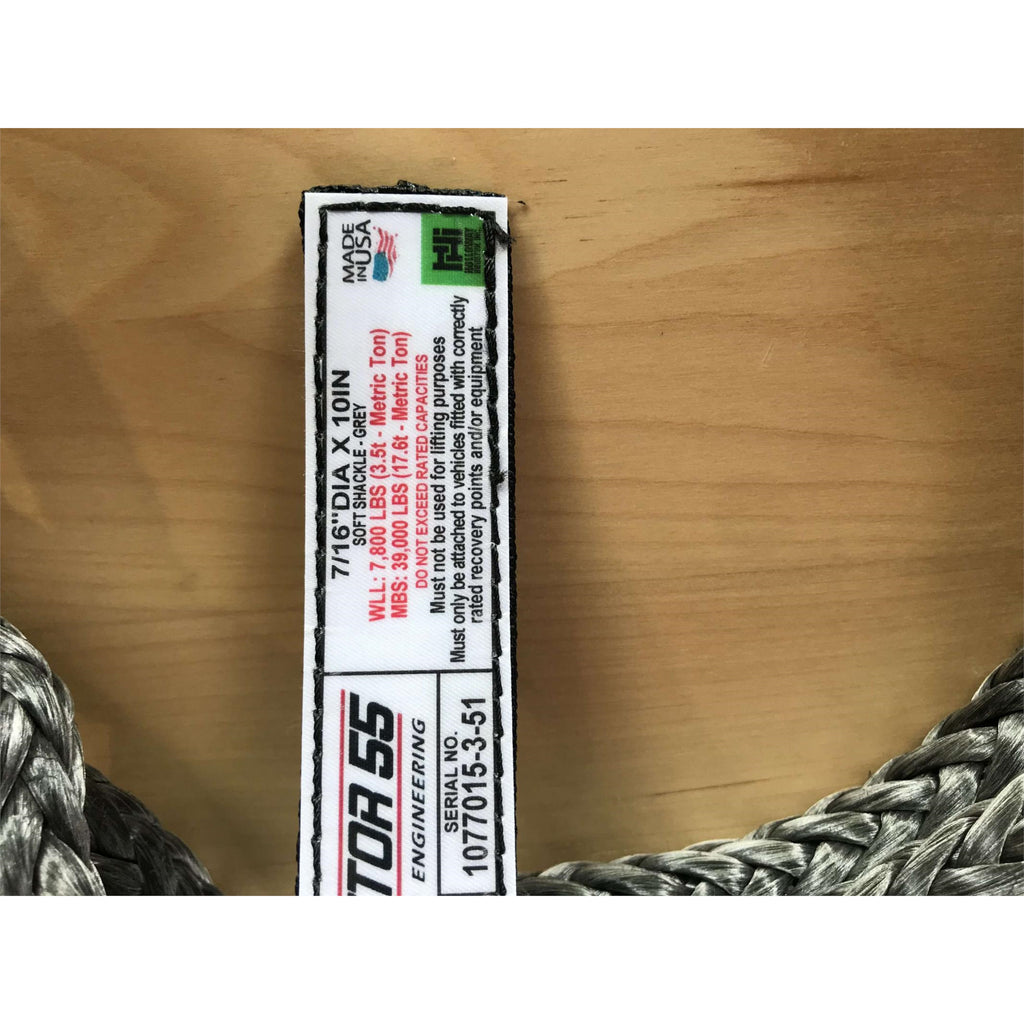 MADE
IN USA
7/16"DIA X 10IN
SOFT SHACKLE - GREY
WLL: 7,800 LBS (3.5t - Metric Ton)
MBS: 39,000 LBS (17.6t - Metric Ton)
DO NOT EXCEED RATED CAPACITIES
Must not be used for lifting purposes
Must only be attached to vehicles fitted with correctly
rated recovery points and/or equipment
TOR 55
ENGINEERING
SERIAL NO.
1077015-3-51